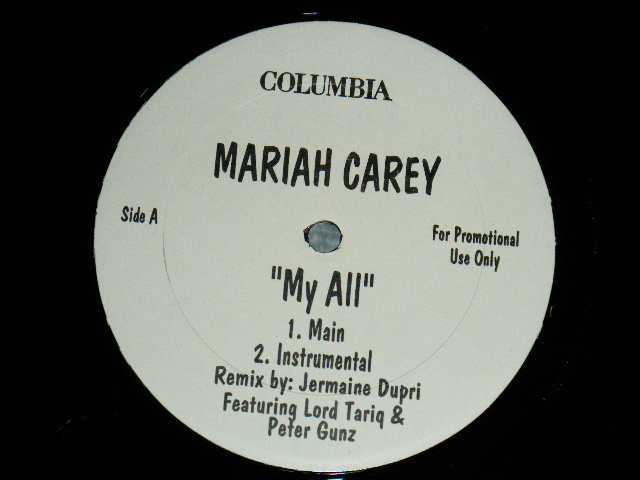 COLUMBIA
MARIAH CAREY
Side A
For Promotional
Use Only
"My All"
1. Main
2. Instrumental
Remix by: Jermaine Dupri
Featuring Lord Tariq &
Peter Gunz